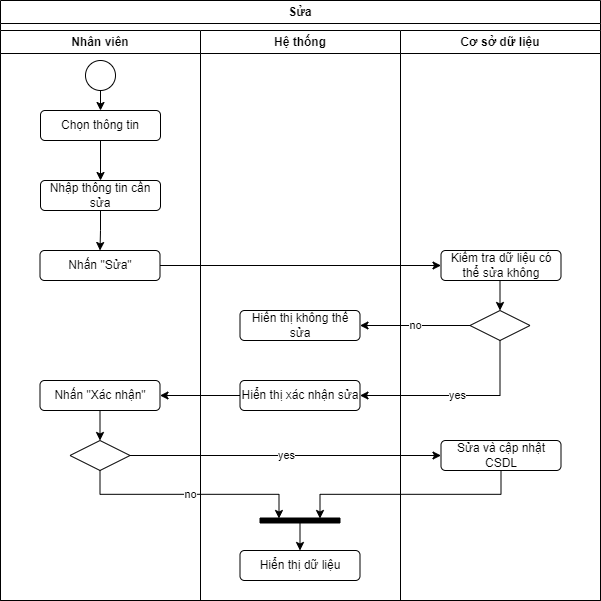 Sửa
Nhân viên
Hệ thống
Cơ sở dữ liệu
Chọn thông tin
Nhập thông tin cần
sửa
Nhấn "Sửa"
Kiểm tra dữ liệu có
thể sửa không
Hiển thị không thể
sửa
no
Nhấn "Xác nhận"
Hiển thị xác nhận sửa
yes
yes
Sửa và cập nhật
CSDL
no
Hiển thị dữ liệu